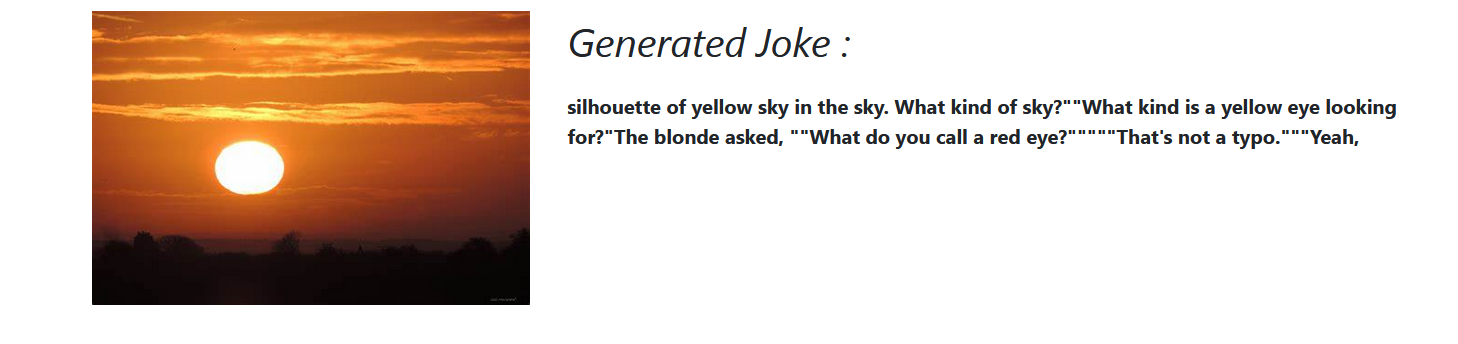 Generated Joke :
silhouette of yellow sky in the sky. What kind of sky?""What kind is a yellow eye looking
for?"The blonde asked, ""What do you call a red eye?"""""That's not a typo."""Yeah,